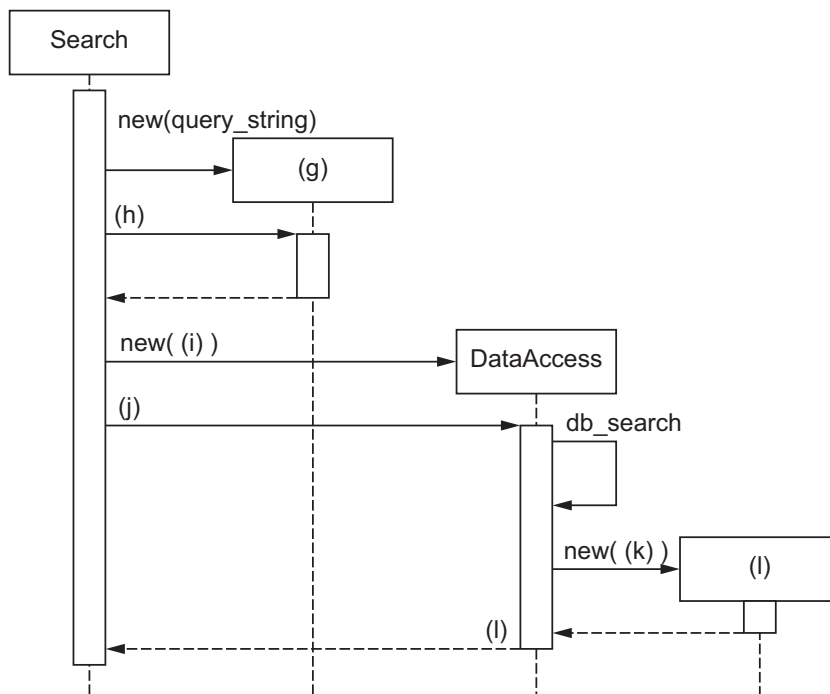 Search
new(query_string)
(g)
(h)
new( (i) )
DataAccess
(j)
db_search
new( (k) )
(l)
(l)